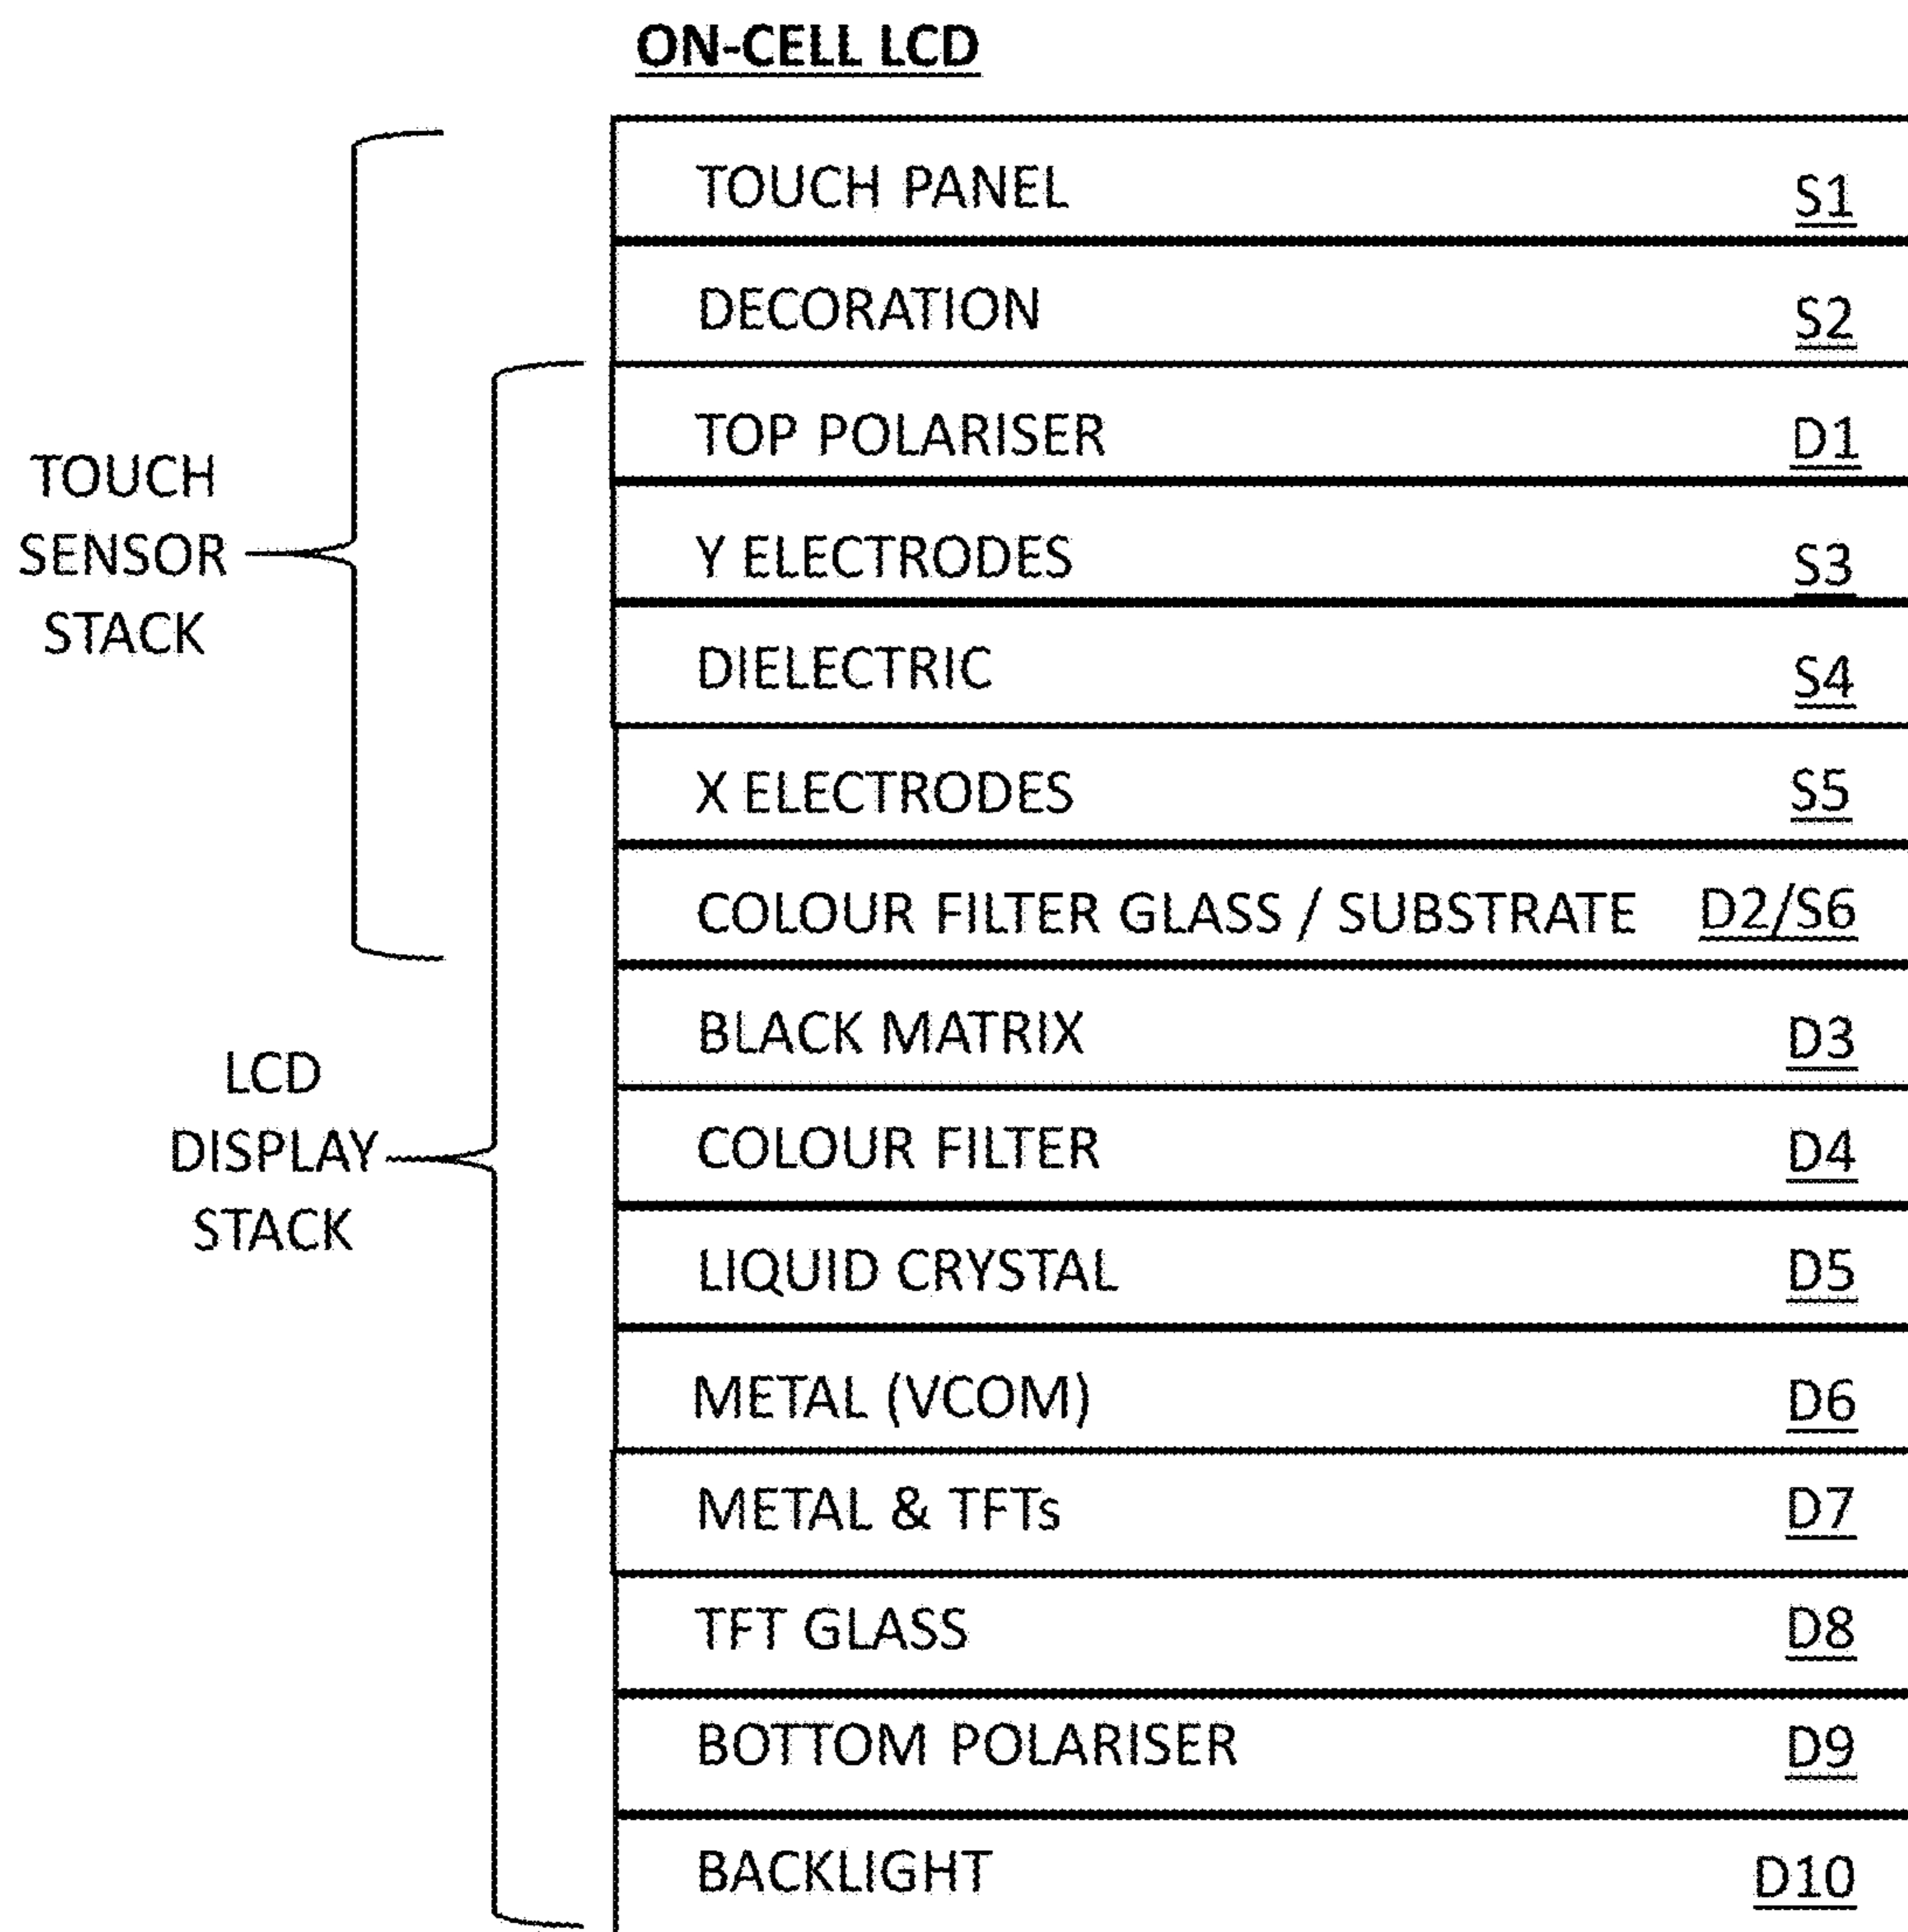 ON-CELL LCD
TOUCH PANEL S1
DECORATION S2
TOP POLARISER D1
Y ELECTRODES S3
DIELECTRIC S4
X ELECTRODES S5
COLOUR FILTER GLASS / SUBSTRATE D2/S6
BLACK MATRIX D3
COLOUR FILTER D4
LIQUID CRYSTAL D5
METAL (VCOM) D6
METAL & TFTs D7
TFT GLASS D8
BOTTOM POLARISER D9
BACKLIGHT D10
TOUCH
SENSOR
STACK
LCD
DISPLAY
STACK